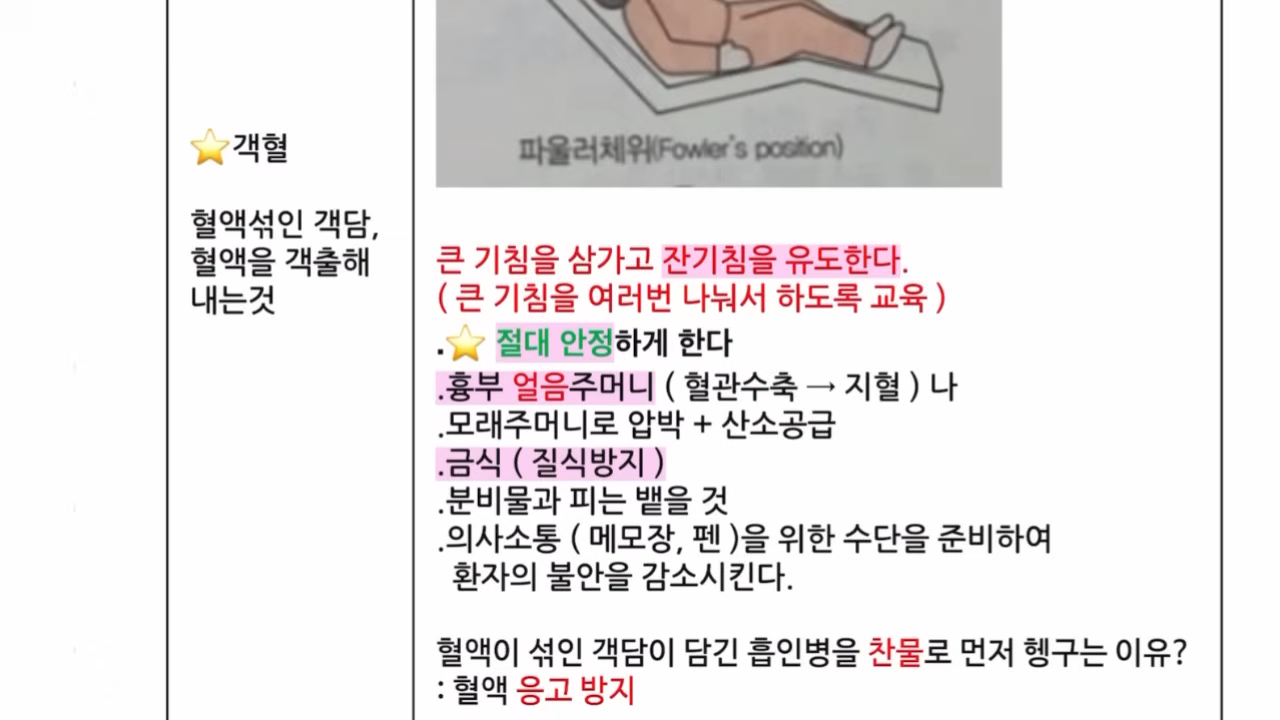 ⭐객혈
혈액섞인 객담,
혈액을 객출해
내는것
파울러체위(Fowler's position)
큰 기침을 삼가고 잔기침을 유도한다.
( 큰 기침을 여러번 나눠서 하도록 교육 )
.⭐ 절대 안정하게 한다
.흉부 얼음주머니 ( 혈관수축 → 지혈 ) 나
.모래주머니로 압박 + 산소공급
.금식 ( 질식방지 )
.분비물과 피는 뱉을 것
.의사소통 ( 메모장, 펜 )을 위한 수단을 준비하여
환자의 불안을 감소시킨다.
혈액이 섞인 객담이 담긴 흡인병을 찬물로 먼저 헹구는 이유?
: 혈액 응고 방지